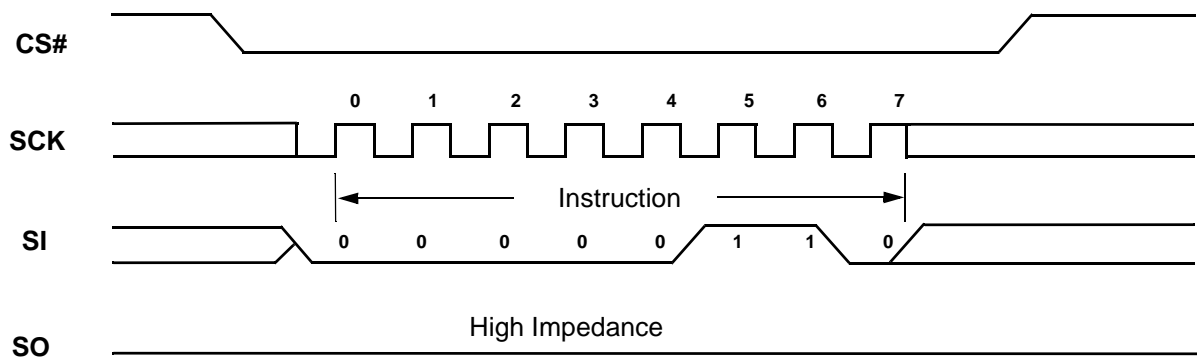 CS#
0 1 2 3 4 5 6 7
SCK
Instruction
SI
0 0 0 0 0 1 1 0
High Impedance
SO